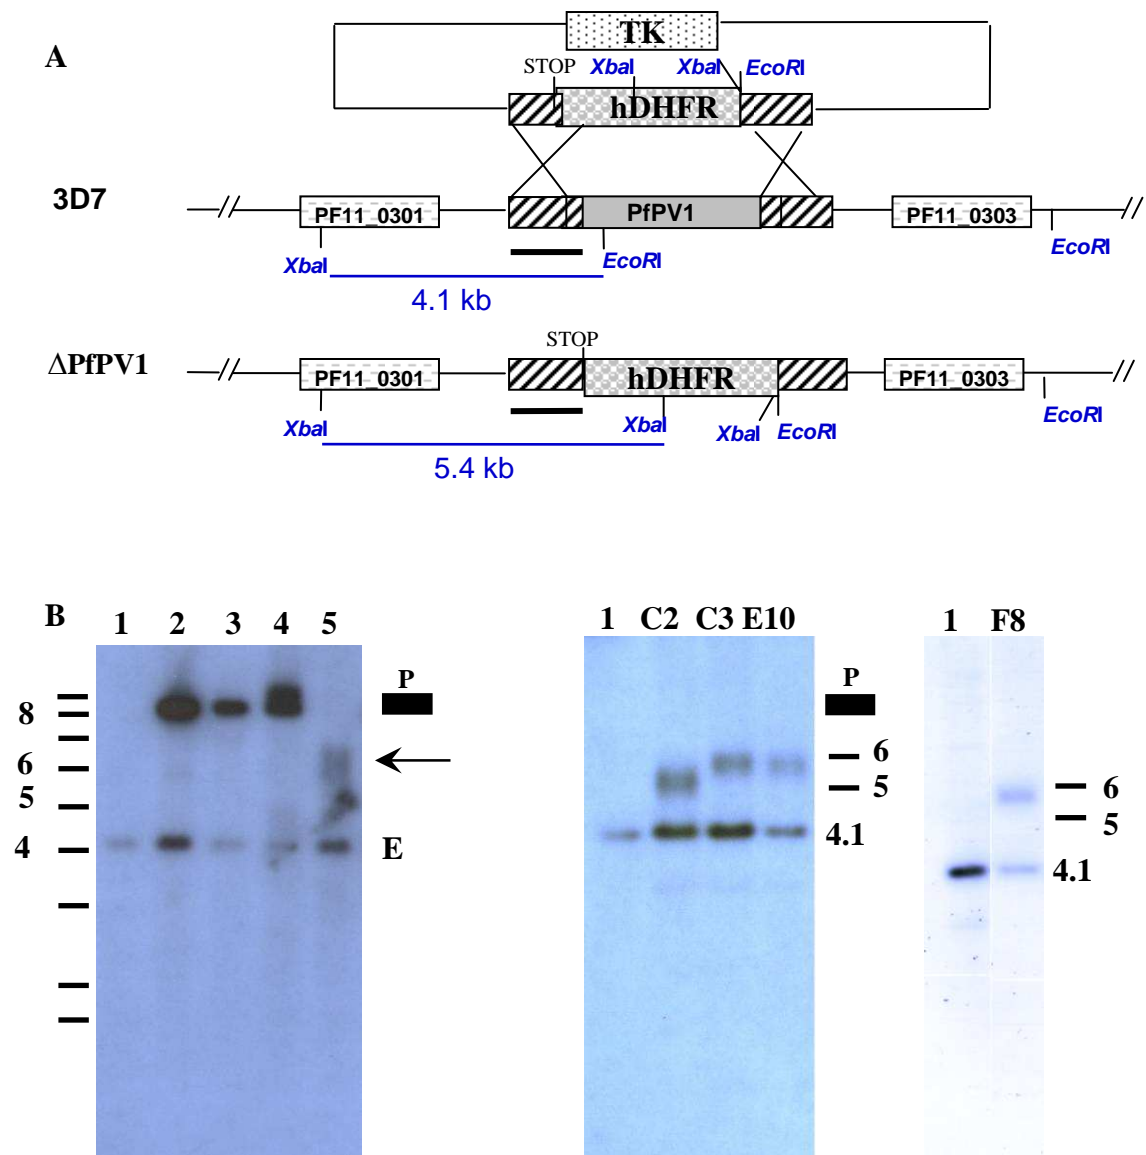 A
TK
STOP XbaI XbaI EcoRI
hDHFR
3D7
PF11_0301 PfPV1 PF11_0303
XbaI EcoRI EcoRI
4.1 kb
STOP
ΔPfPV1
PF11_0301 hDHFR PF11_0303
XbaI XbaI XbaI EcoRI EcoRI
5.4 kb
B
1 2 3 4 5
P
8
6
5
4
E
1 C2 C3 E10
P
6
5
4.1
1 F8
6
5
4.1